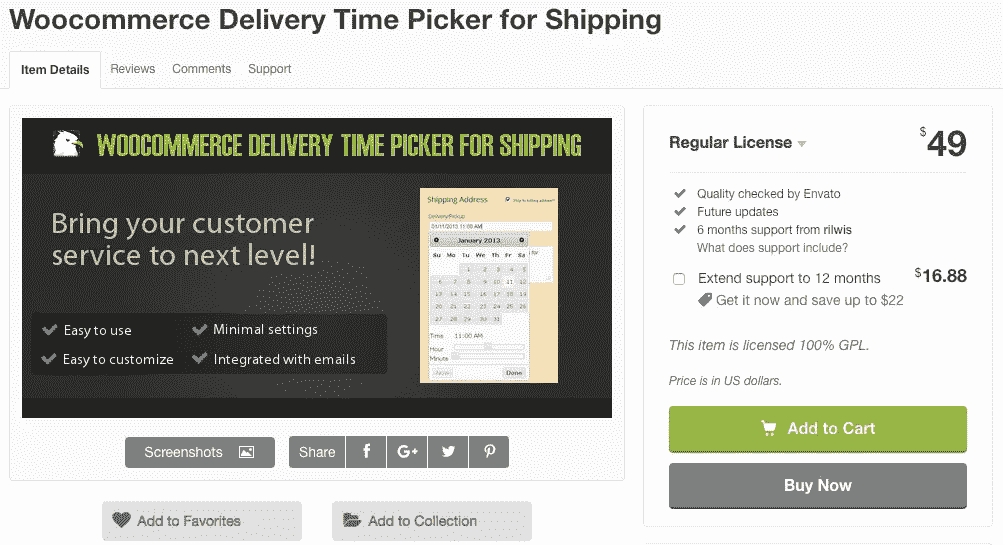 Woocommerce Delivery Time Picker for Shipping
Item Details Reviews Comments Support
WOOCOMMERCE DELIVERY TIME PICKER FOR SHIPPING
Bring your customer
service to next level!
Easy to use Minimal settings
Easy to customize Integrated with emails
Shipping Address
Delivery/Pickup
01/11/2013 11:00 AM
January 2013
Su Mo Tu We Th Fr Sa
1 2 3 4 5
6 7 8 9 10 11 12
13 14 15 16 17 18 19
20 21 22 23 24 25 26
27 28 29 30 31
for
Time 11:00 AM
Hour
Minute
Now Done
Screenshots Share f G+
Add to Favorites Add to Collection
Regular License $49
Quality checked by Envato
Future updates
6 months support from rilwis
What does support include?
Extend support to 12 months $16.88
Get it now and save up to $22
This item is licensed 100% GPL.
Price is in US dollars.
Add to Cart
Buy Now